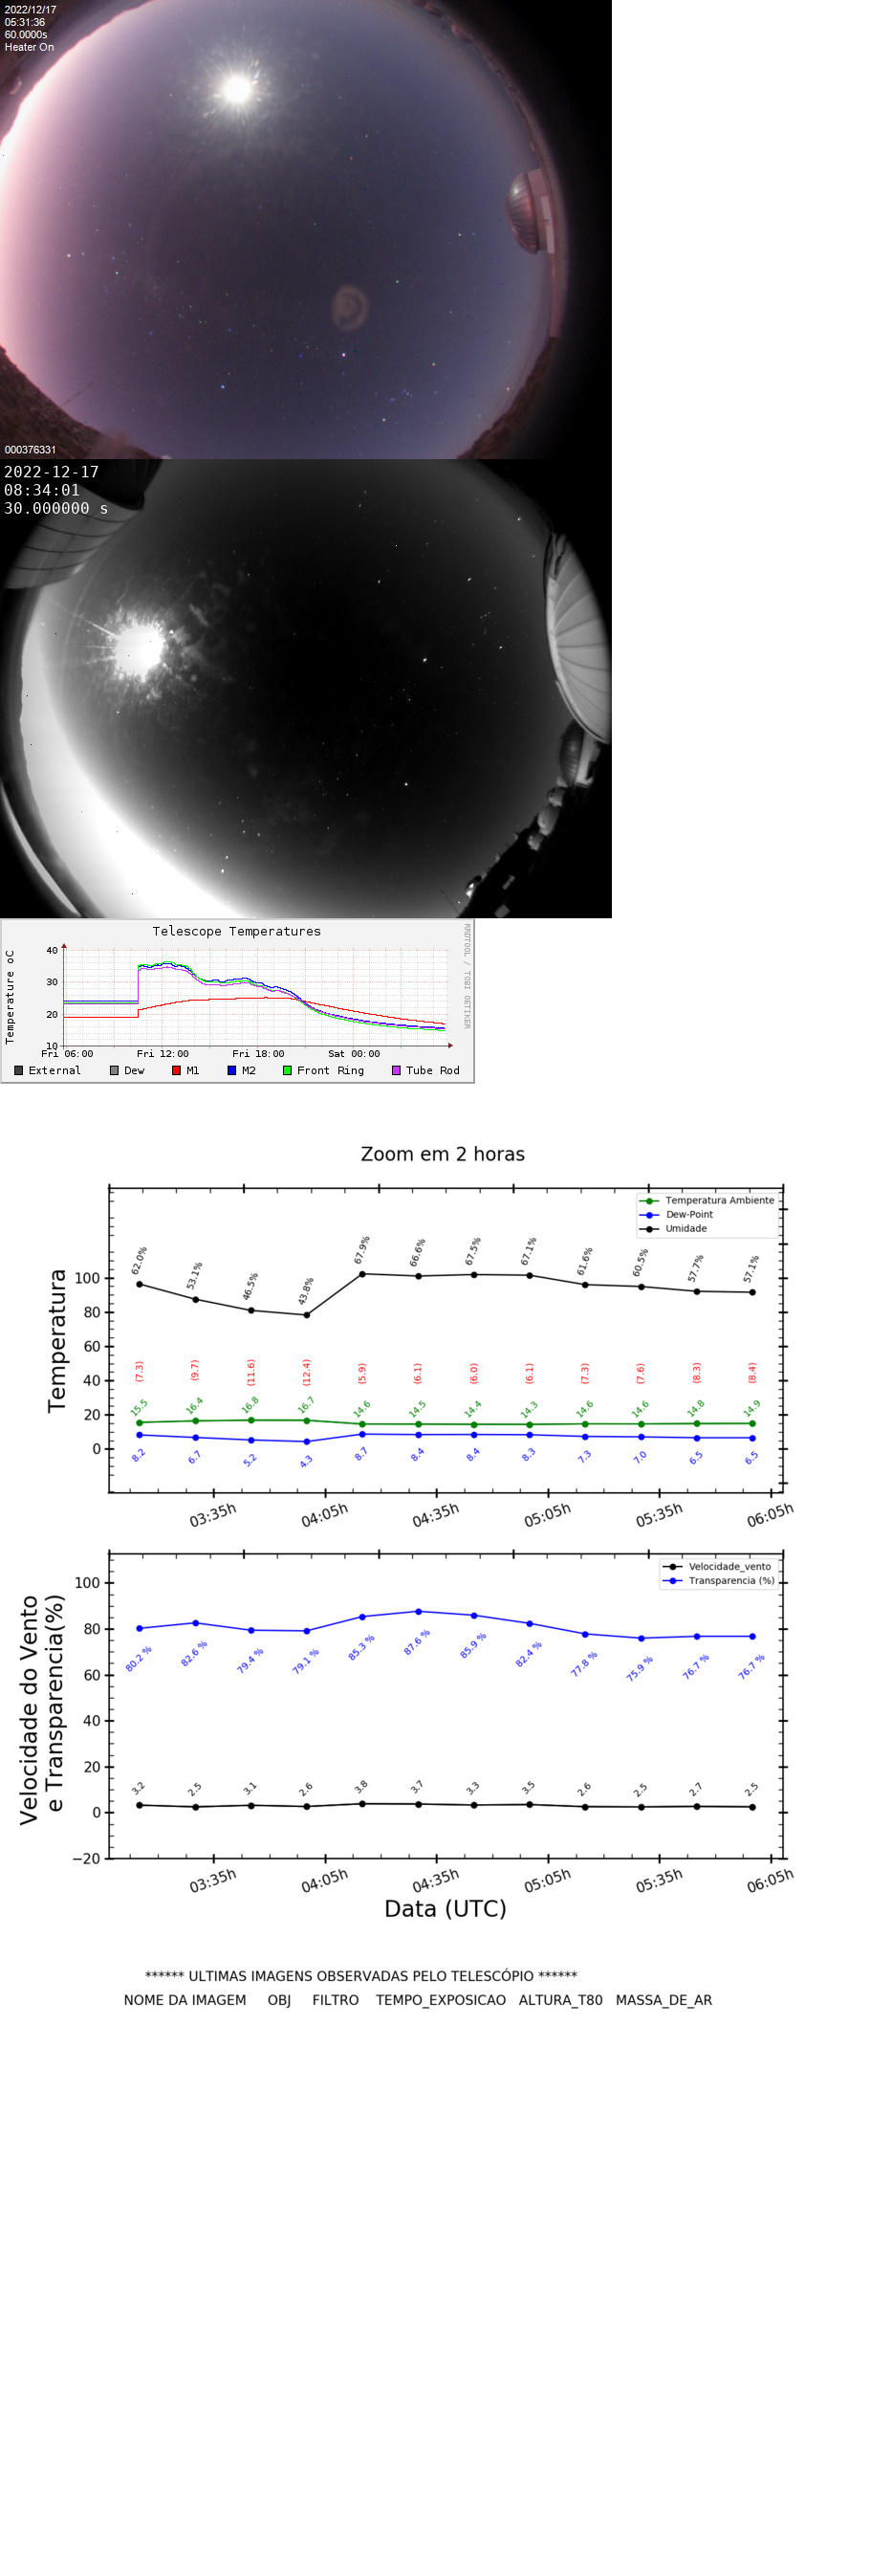 2022/12/17
05:31:36
60.0000s
Heater On
000376331
2022-12-17
08:34:01
30.000000 s
Telescope Temperatures
RRDTOOL / TOBI OETIKER
Temperature oC
40
30
20
10
Fri 06:00 Fri 12:00 Fri 18:00 Sat 00:00
External Dew M1 M2 Front Ring Tube Rod
Zoom em 2 horas
Temperatura Ambiente
Dew-Point
Umidade
Temperatura
100
80
60
40
20
0
62.0% 53.1% 46.5% 43.8% 67.9% 66.6% 67.5% 67.1% 61.6% 60.5% 57.7% 57.1%
(7.3) (9.7) (11.6) (12.4) (5.9) (6.1) (6.0) (6.1) (7.3) (7.6) (8.3) (8.4)
15.5 16.4 16.8 16.7 14.6 14.5 14.4 14.3 14.6 14.6 14.8 14.9
8.2 6.7 5.2 4.3 8.7 8.4 8.4 8.3 7.3 7.0 6.5 6.5
03:35h 04:05h 04:35h 05:05h 05:35h 06:05h
Velocidade_vento
Transparencia (%)
Velocidade do Vento
e Transparencia(%)
100
80
60
40
20
0
−20
80.2 % 82.6 % 79.4 % 79.1 % 85.3 % 87.6 % 85.9 % 82.4 % 77.8 % 75.9 % 76.7 % 76.7 %
3.2 2.5 3.1 2.6 3.8 3.7 3.3 3.5 2.6 2.5 2.7 2.5
03:35h 04:05h 04:35h 05:05h 05:35h 06:05h
Data (UTC)
****** ULTIMAS IMAGENS OBSERVADAS PELO TELESCÓPIO ******
NOME DA IMAGEM OBJ FILTRO TEMPO_EXPOSICAO ALTURA_T80 MASSA_DE_AR